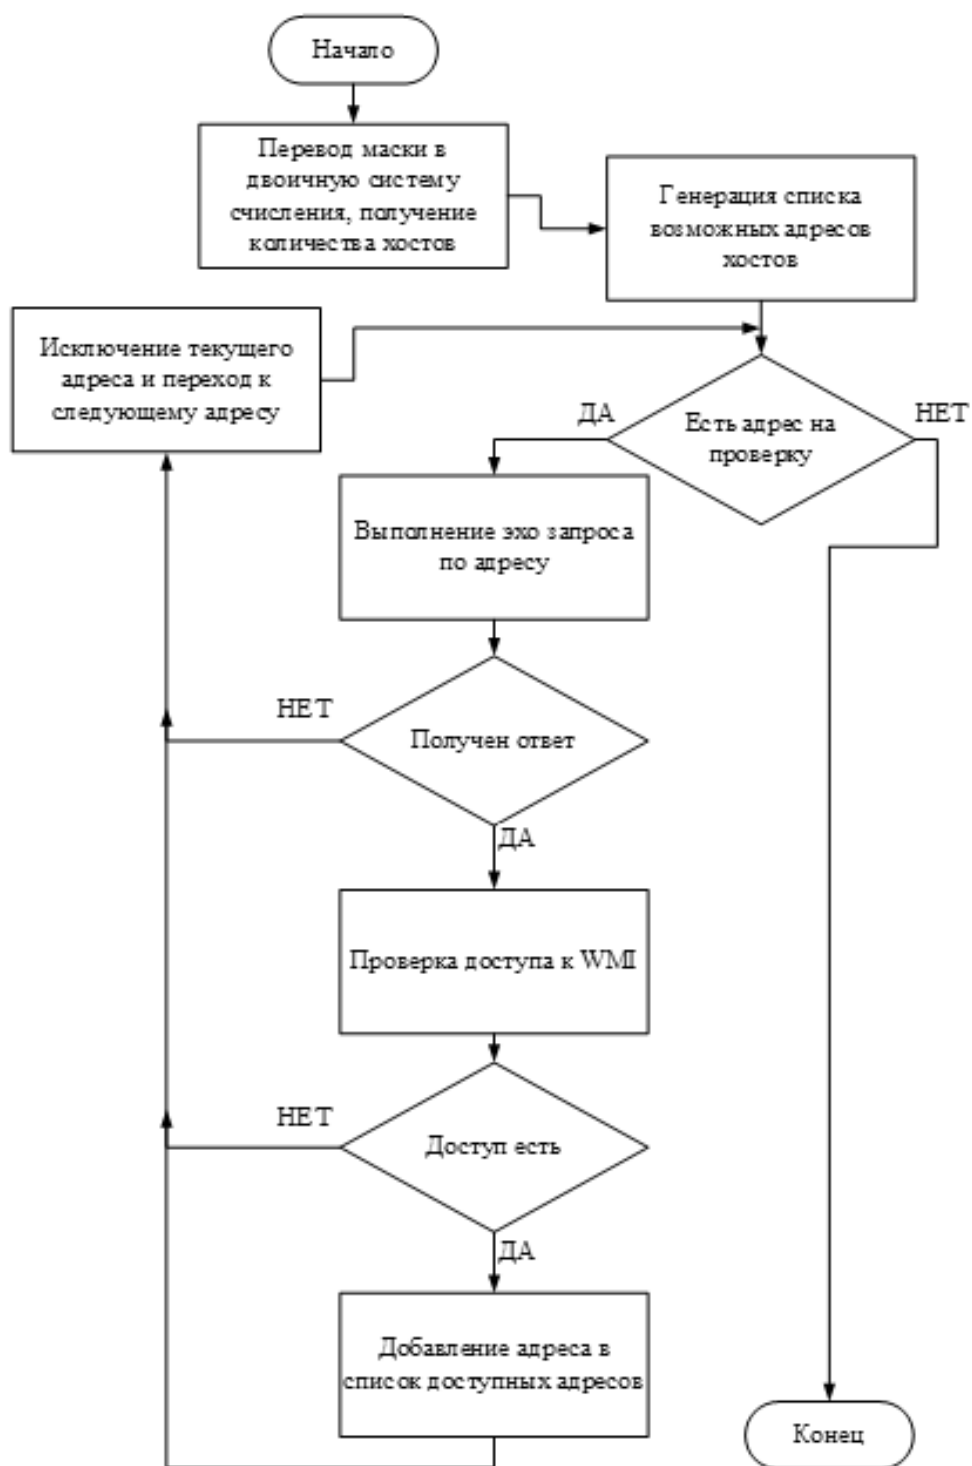 Начало
Перевод маски в
двоичную систему
счисления, получение
количества хостов
Генерация списка
возможных адресов
хостов
Исключение текущего
адреса и переход к
следующему адресу
Есть адрес на
проверку
ДА
НЕТ
Выполнение эхо запроса
по адресу
НЕТ
Получен ответ
ДА
Проверка доступа к WMI
НЕТ
Доступ есть
ДА
Добавление адреса в
список доступных адресов
Конец